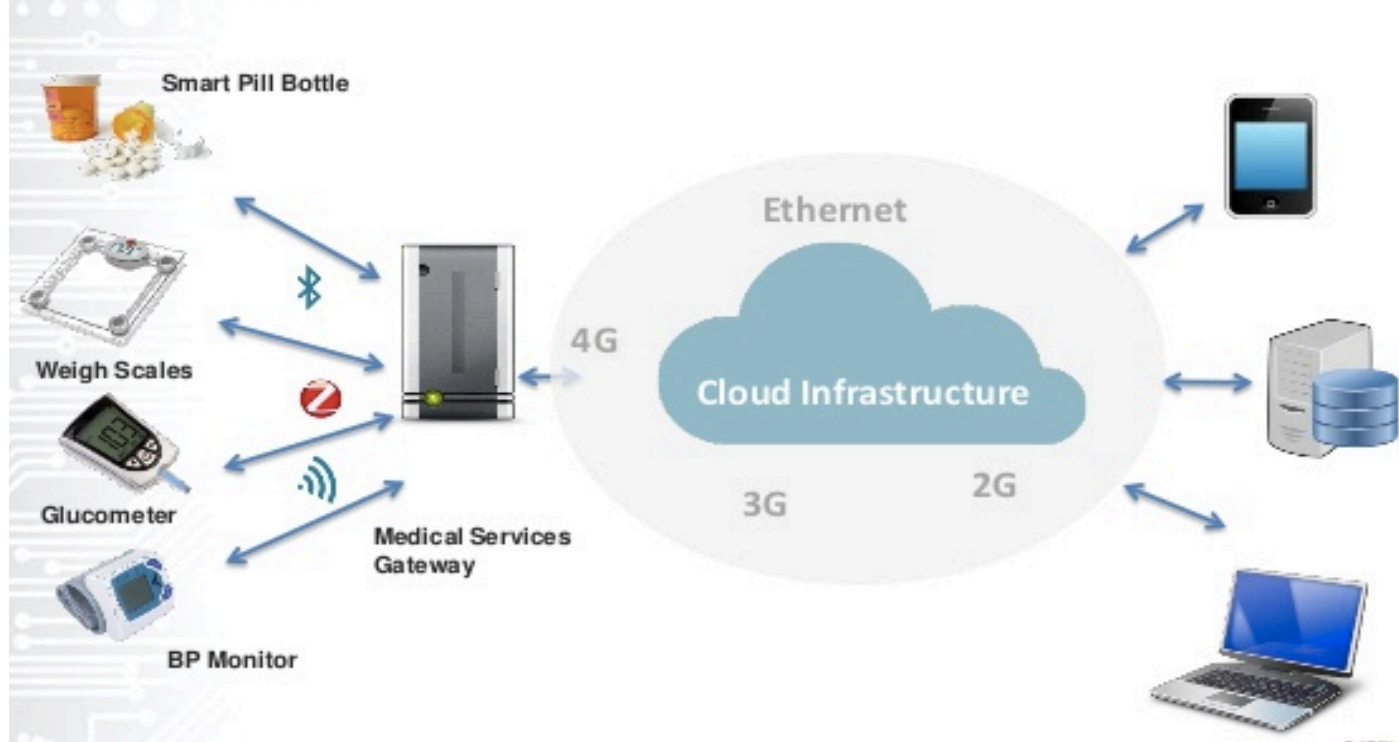 Smart Pill Bottle
Ethernet
4G
Weigh Scales
Cloud Infrastructure
Glucometer
3G
2G
Medical Services
Gateway
BP Monitor